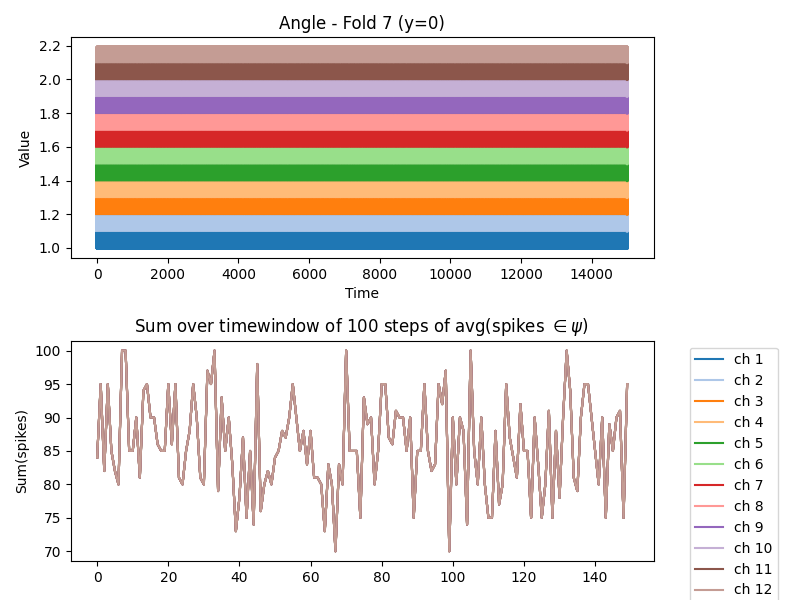 Angle - Fold 7 (y=0)
2.2
2.0
1.8
1.6
1.4
1.2
1.0
Value
0 2000 4000 6000 8000 10000 12000 14000
Time
Sum over timewindow of 100 steps of avg(spikes ∈ ψ)
100
95
90
85
80
75
70
Sum(spikes)
0 20 40 60 80 100 120 140
ch 1
ch 2
ch 3
ch 4
ch 5
ch 6
ch 7
ch 8
ch 9
ch 10
ch 11
ch 12